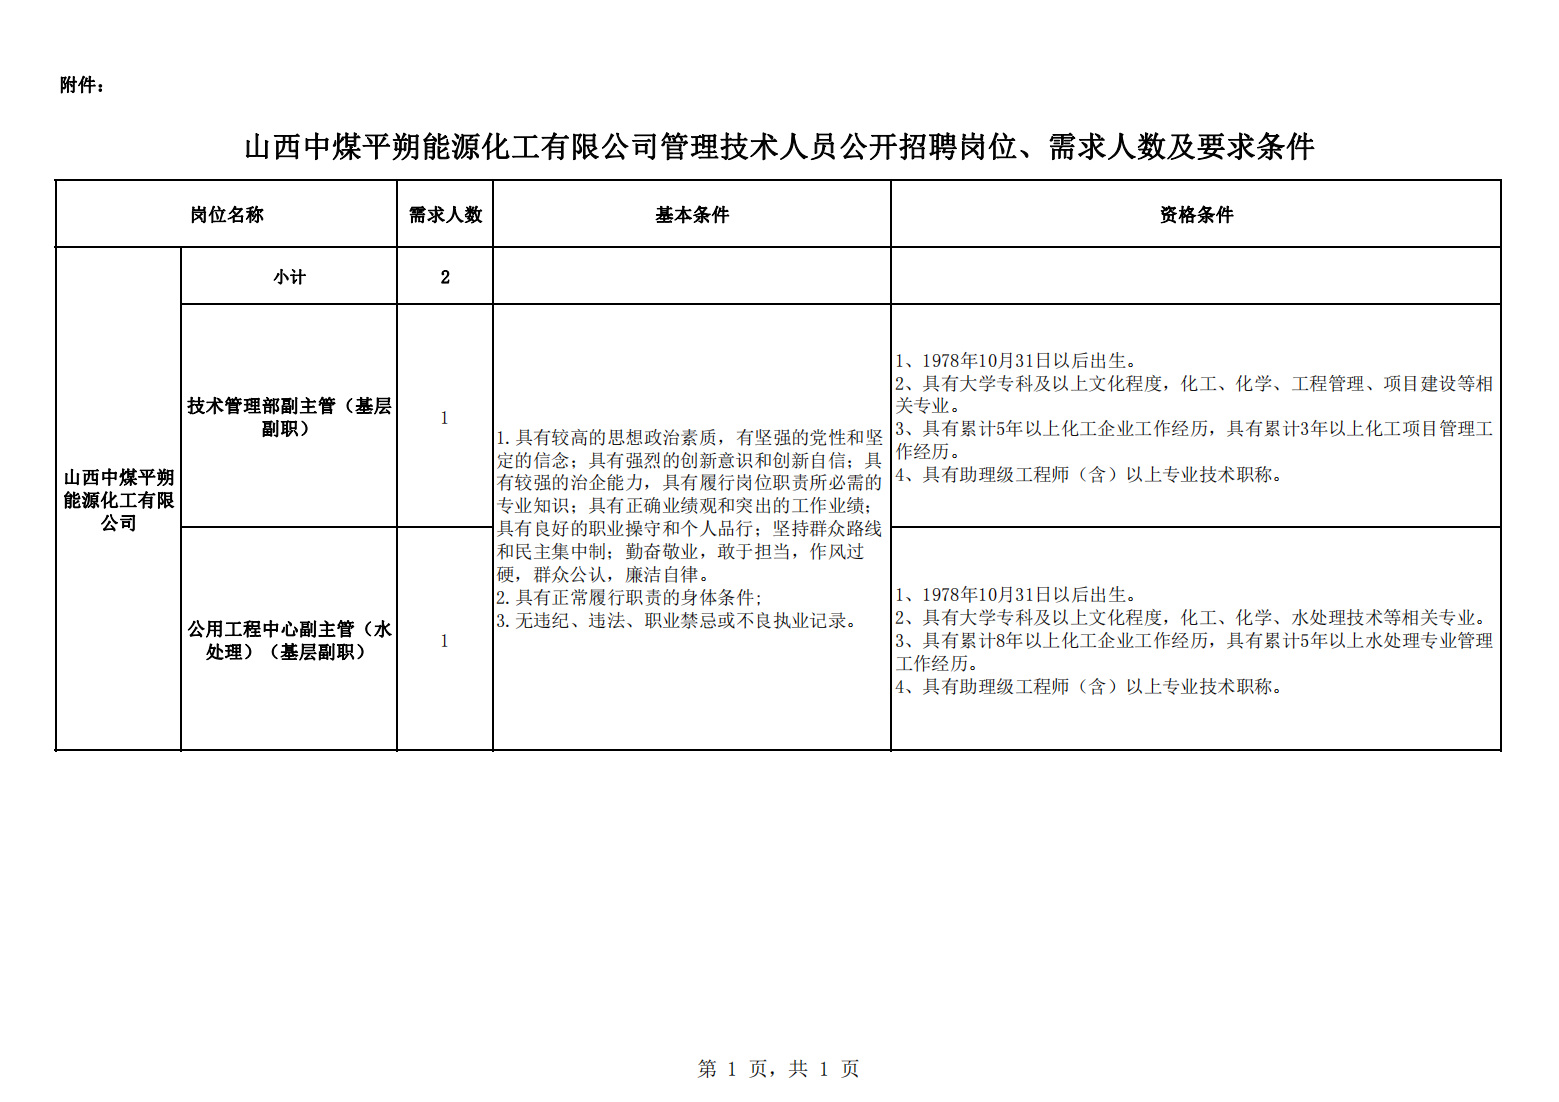 附件：
山西中煤平朔能源化工有限公司管理技术人员公开招聘岗位、需求人数及要求条件
岗位名称
需求人数
基本条件
资格条件
山西中煤平朔
能源化工有限
公司
小计
2
技术管理部副主管（基层
副职）
1
1.具有较高的思想政治素质，有坚强的党性和坚
定的信念；具有强烈的创新意识和创新自信；具
有较强的治企能力，具有履行岗位职责所必需的
专业知识；具有正确业绩观和突出的工作业绩；
具有良好的职业操守和个人品行；坚持群众路线
和民主集中制；勤奋敬业，敢于担当，作风过
硬，群众公认，廉洁自律。
2.具有正常履行职责的身体条件;
3.无违纪、违法、职业禁忌或不良执业记录。
1、1978年10月31日以后出生。
2、具有大学专科及以上文化程度，化工、化学、工程管理、项目建设等相
关专业。
3、具有累计5年以上化工企业工作经历，具有累计3年以上化工项目管理工
作经历。
4、具有助理级工程师（含）以上专业技术职称。
公用工程中心副主管（水
处理）（基层副职）
1
1、1978年10月31日以后出生。
2、具有大学专科及以上文化程度，化工、化学、水处理技术等相关专业。
3、具有累计8年以上化工企业工作经历，具有累计5年以上水处理专业管理
工作经历。
4、具有助理级工程师（含）以上专业技术职称。
第 1 页，共 1 页